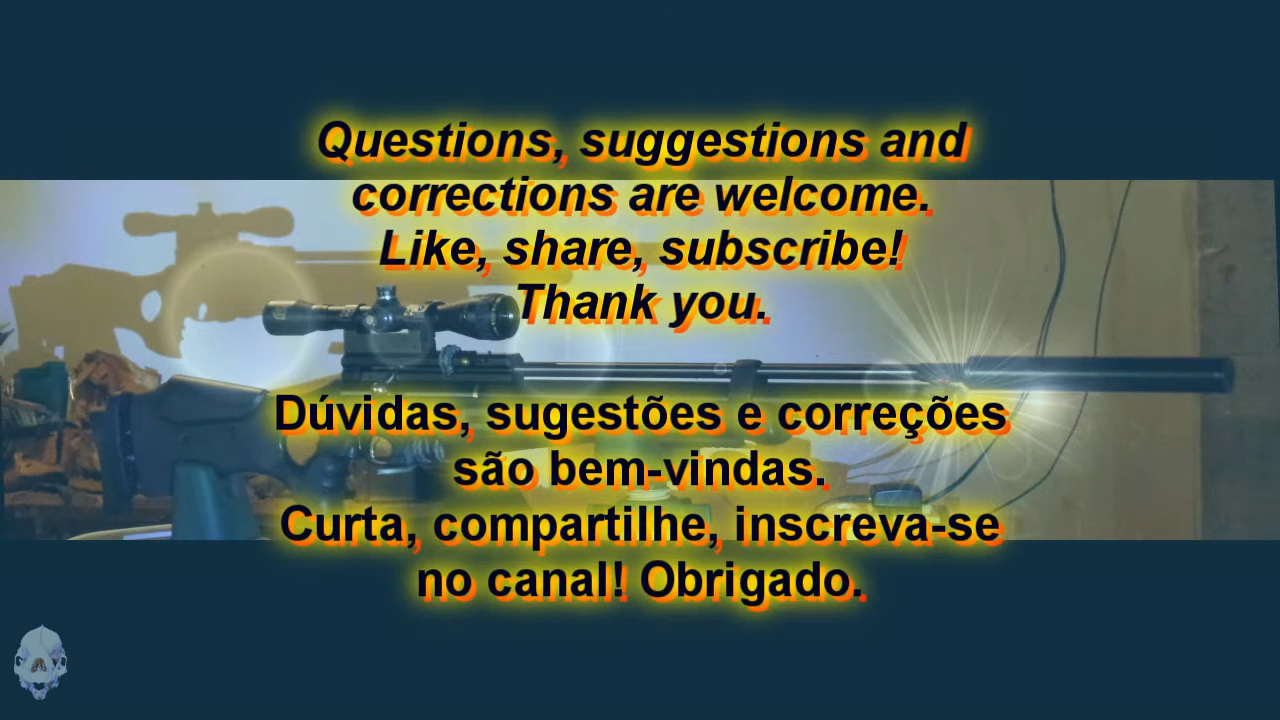 Questions, suggestions and
corrections are welcome.
Like, share, subscribe!
Thank you.
Dúvidas, sugestões e correções
são bem-vindas.
Curta, compartilhe, inscreva-se
no canal! Obrigado.